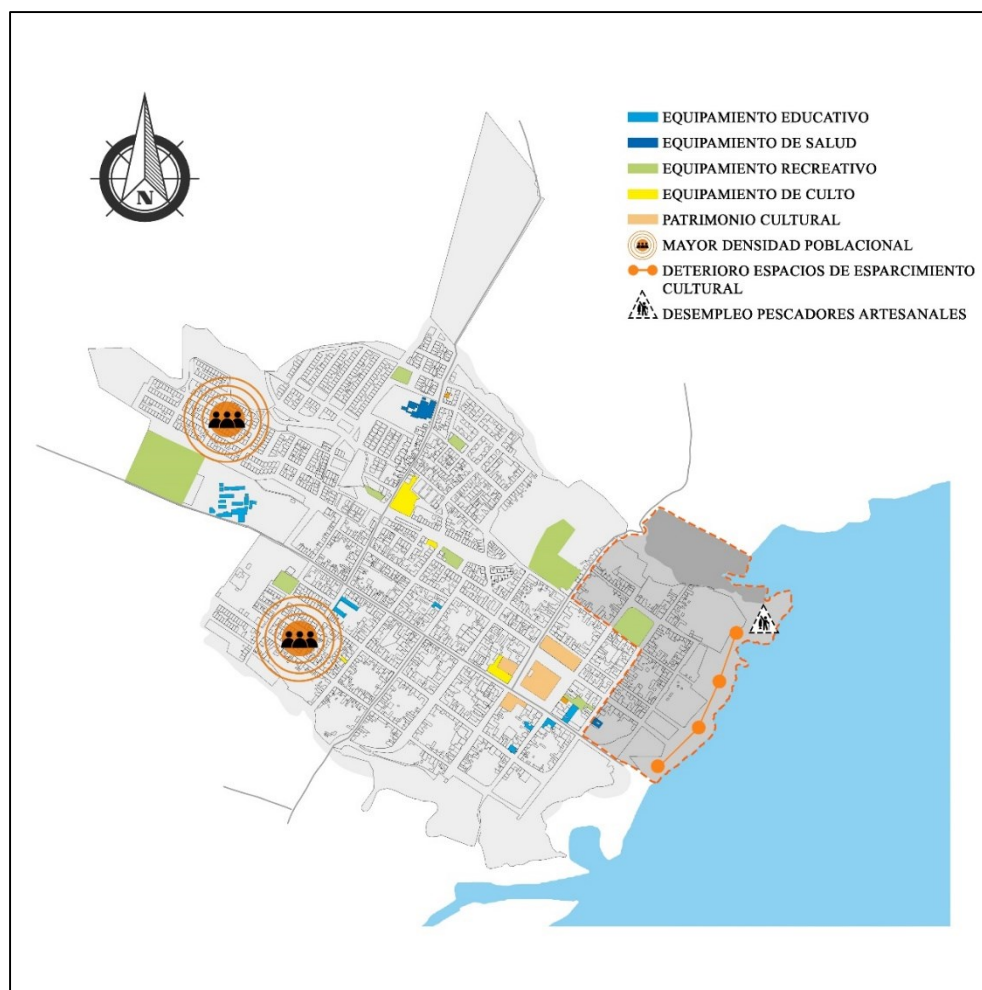 N
EQUIPAMIENTO EDUCATIVO
EQUIPAMIENTO DE SALUD
EQUIPAMIENTO RECREATIVO
EQUIPAMIENTO DE CULTO
PATRIMONIO CULTURAL
MAYOR DENSIDAD POBLACIONAL
DETERIORO ESPACIOS DE ESPARCIMIENTO
CULTURAL
DESEMPLEO PESCADORES ARTESANALES